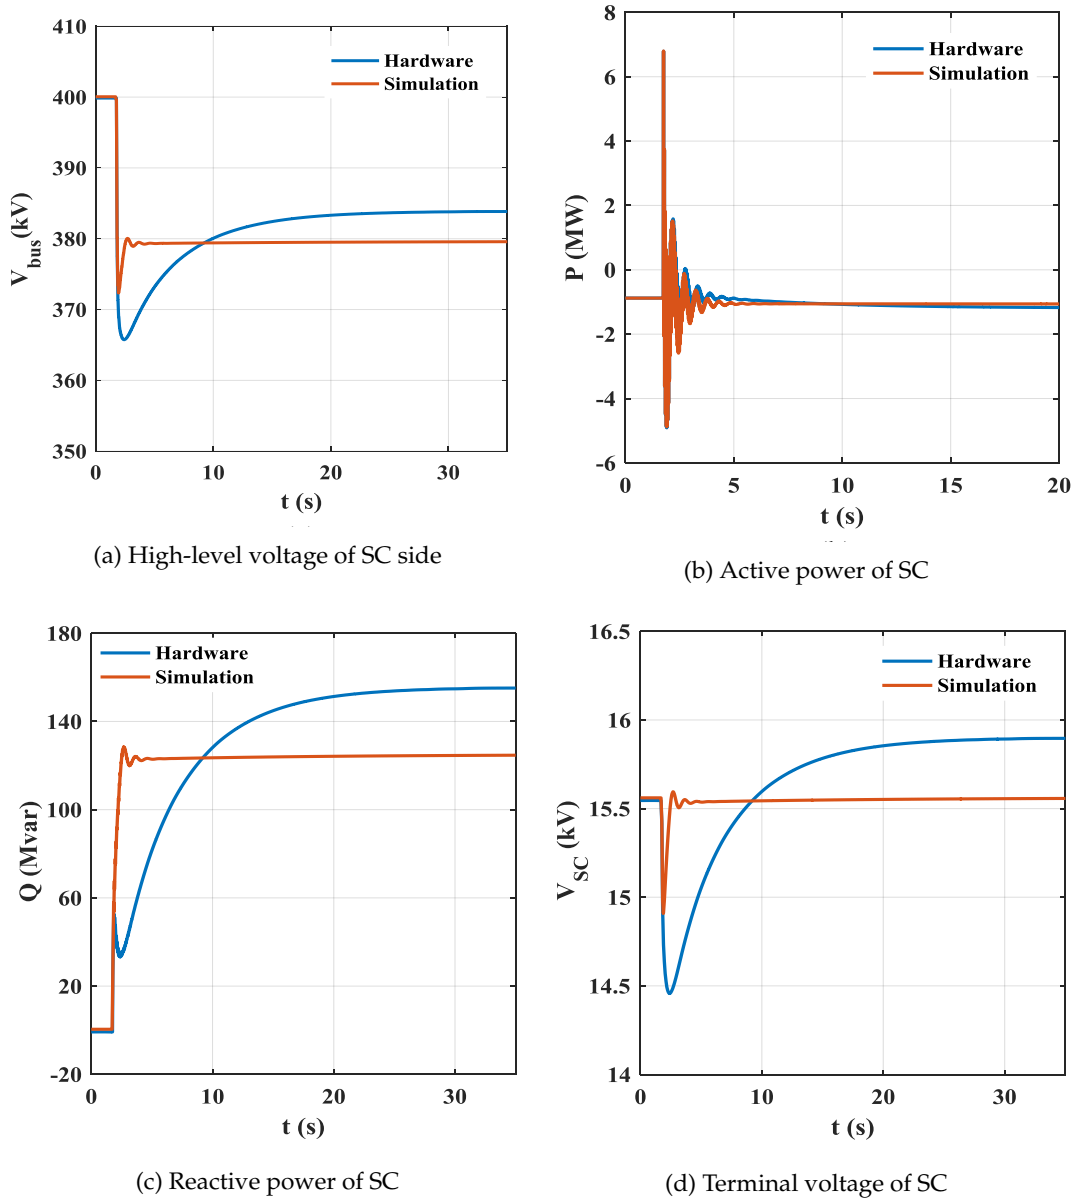 410
400
390
380
370
360
350
V_bus (kV)
Hardware
Simulation
0
10
20
30
t (s)
(a) High-level voltage of SC side
8
6
4
2
0
-2
-4
-6
P (MW)
Hardware
Simulation
0
5
10
15
20
t (s)
(b) Active power of SC
180
140
100
60
20
-20
Q (Mvar)
Hardware
Simulation
0
10
20
30
t (s)
(c) Reactive power of SC
16.5
16
15.5
15
14.5
14
V_SC (kV)
Hardware
Simulation
0
10
20
30
t (s)
(d) Terminal voltage of SC